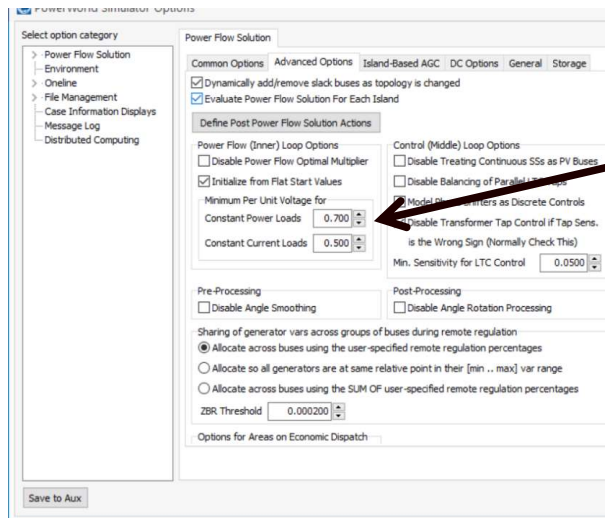 PowerWorld Simulator Options
Select option category
Power Flow Solution
Environment
Oneline
File Management
Case Information Displays
Message Log
Distributed Computing
Save to Aux
Power Flow Solution
Common Options Advanced Options Island-Based AGC DC Options General Storage
Dynamically add/remove slack buses as topology is changed
Evaluate Power Flow Solution For Each Island
Define Post Power Flow Solution Actions
Power Flow (Inner) Loop Options
Disable Power Flow Optimal Multiplier
Initialize from Flat Start Values
Minimum Per Unit Voltage for
Constant Power Loads 0.700
Constant Current Loads 0.500
Control (Middle) Loop Options
Disable Treating Continuous SSs as PV Buses
Disable Balancing of Parallel
Model as Discrete Controls
Disable Transformer Tap Control if Tap Sens.
is the Wrong Sign (Normally Check This)
Min. Sensitivity for LTC Control 0.0500
Pre-Processing
Disable Angle Smoothing
Post-Processing
Disable Angle Rotation Processing
Sharing of generator vars across groups of buses during remote regulation
Allocate across buses using the user-specified remote regulation percentages
Allocate so all generators are at same relative point in their [min .. max] var range
Allocate across buses using the SUM OF user-specified remote regulation percentages
ZBR Threshold 0.000200
Options for Areas on Economic Dispatch